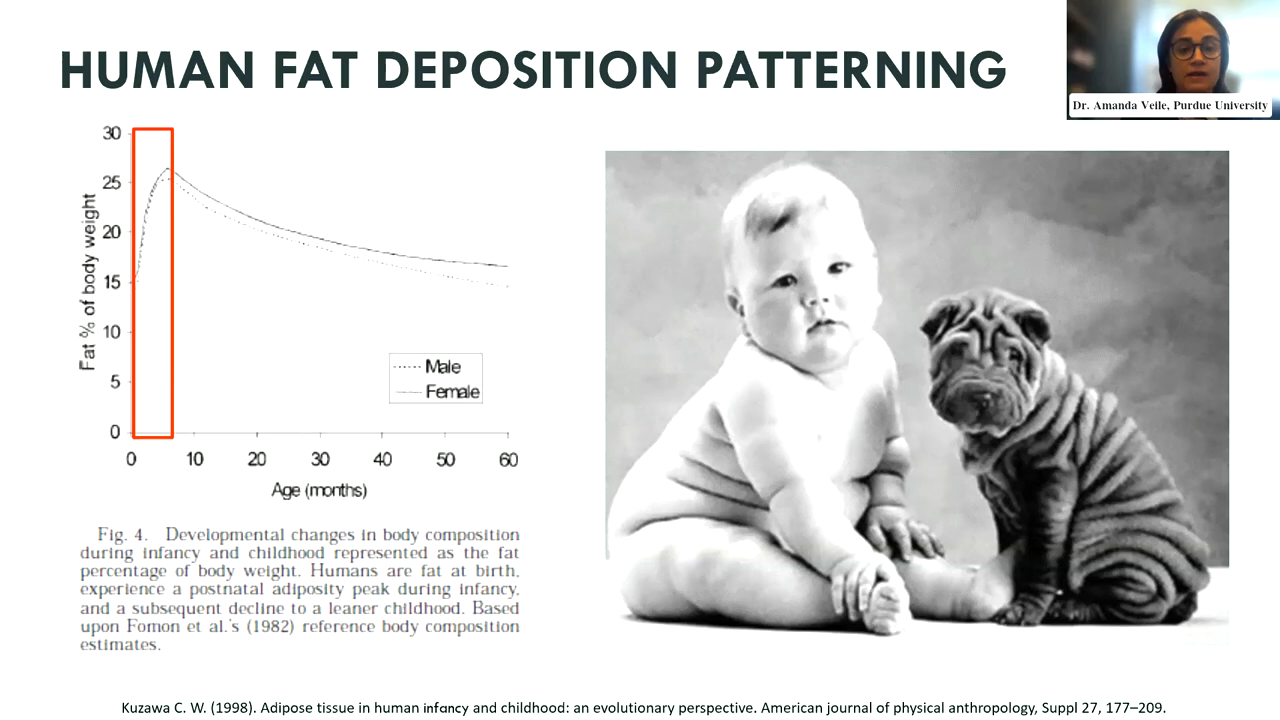 HUMAN FAT DEPOSITION PATTERNING
Dr. Amanda Veile, Purdue University
30
25
20
15
10
5
0
Fat % of body weight
Male
Female
0 10 20 30 40 50 60
Age (months)
Fig. 4. Developmental changes in body composition
during infancy and childhood represented as the fat
percentage of body weight. Humans are fat at birth,
experience a postnatal adiposity peak during infancy,
and a subsequent decline to a leaner childhood. Based
upon Fomon et al.'s (1982) reference body composition
estimates.
Kuzawa C. W. (1998). Adipose tissue in human infancy and childhood: an evolutionary perspective. American journal of physical anthropology, Suppl 27, 177–209.